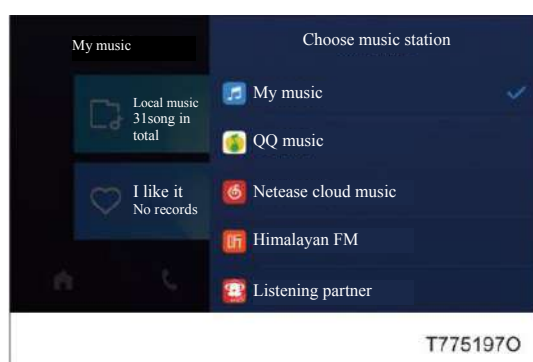 My music
Choose music station
Local music
31song in
total
I like it
No records
My music
QQ music
Netease cloud music
Himalayan FM
听
Listening partner
T775197O